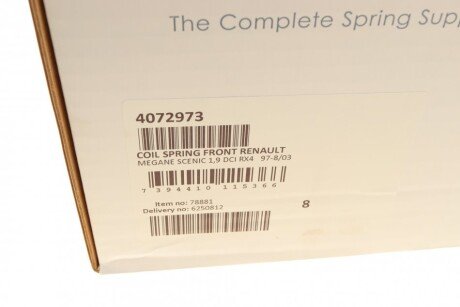 The Complete Spring Supp
4072973
COIL SPRING FRONT RENAULT
MEGANE SCENIC 1,9 DCI RX4 97-8/03
7 394410 115366
Item no: 78881
Delivery no: 6250812
8